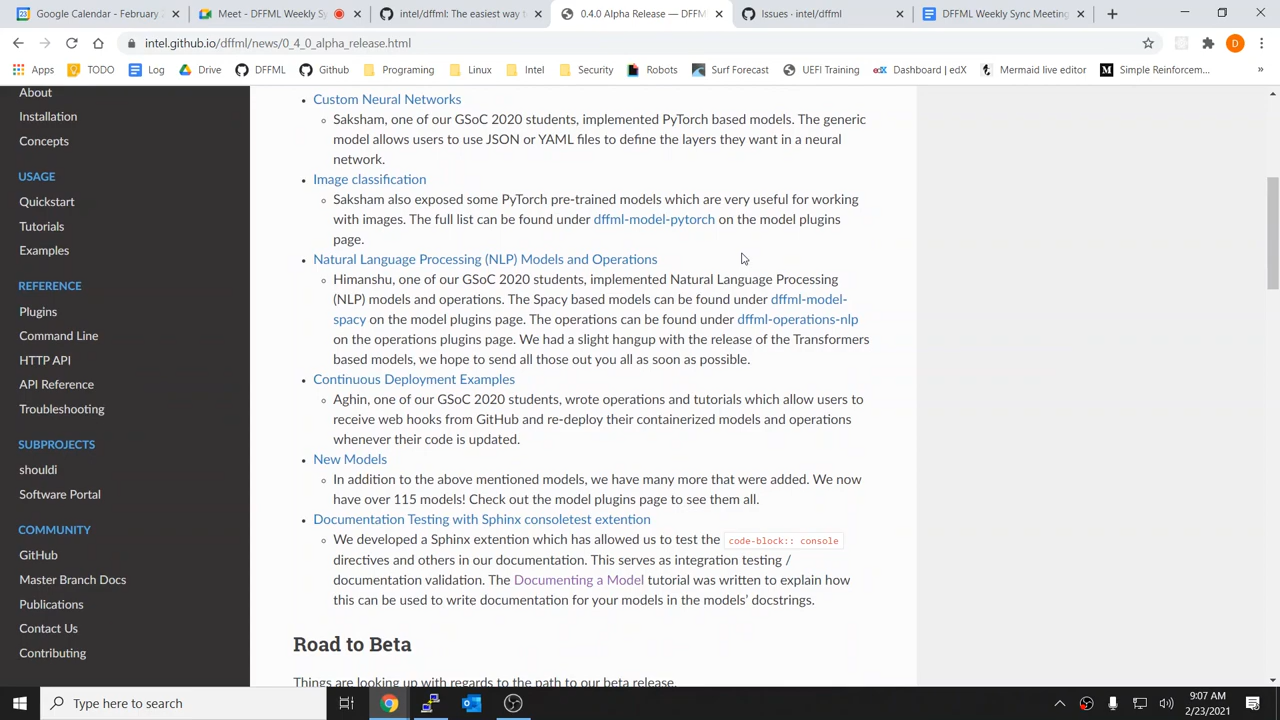 Google Calendar - February 2
Meet - DFFML Weekly Sy
intel/dffml: The easiest way t
0.4.0 Alpha Release — DFFM
Issues · intel/dffml
DFFML Weekly Sync Meeting
intel.github.io/dffml/news/0_4_0_alpha_release.html
D
Apps
TODO
Log
Drive
DFFML
Github
Programing
Linux
Intel
Security
Robots
Surf Forecast
UEFI Training
Dashboard | edX
Mermaid live editor
Simple Reinforcem...
»
About
Installation
Concepts
USAGE
Quickstart
Tutorials
Examples
REFERENCE
Plugins
Command Line
HTTP API
API Reference
Troubleshooting
SUBPROJECTS
shouldi
Software Portal
COMMUNITY
GitHub
Master Branch Docs
Publications
Contact Us
Contributing
Custom Neural Networks
Saksham, one of our GSoC 2020 students, implemented PyTorch based models. The generic
model allows users to use JSON or YAML files to define the layers they want in a neural
network.
Image classification
Saksham also exposed some PyTorch pre-trained models which are very useful for working
with images. The full list can be found under dffml-model-pytorch on the model plugins
page.
Natural Language Processing (NLP) Models and Operations
Himanshu, one of our GSoC 2020 students, implemented Natural Language Processing
(NLP) models and operations. The Spacy based models can be found under dffml-model-
spacy on the model plugins page. The operations can be found under dffml-operations-nlp
on the operations plugins page. We had a slight hangup with the release of the Transformers
based models, we hope to send all those out you all as soon as possible.
Continuous Deployment Examples
Aghin, one of our GSoC 2020 students, wrote operations and tutorials which allow users to
receive web hooks from GitHub and re-deploy their containerized models and operations
whenever their code is updated.
New Models
In addition to the above mentioned models, we have many more that were added. We now
have over 115 models! Check out the model plugins page to see them all.
Documentation Testing with Sphinx consoletest extention
We developed a Sphinx extention which has allowed us to test the code-block:: console
directives and others in our documentation. This serves as integration testing /
documentation validation. The Documenting a Model tutorial was written to explain how
this can be used to write documentation for your models in the models' docstrings.
Road to Beta
Things are looking up with regards to the path to our beta release.
Type here to search
9:07 AM
2/23/2021